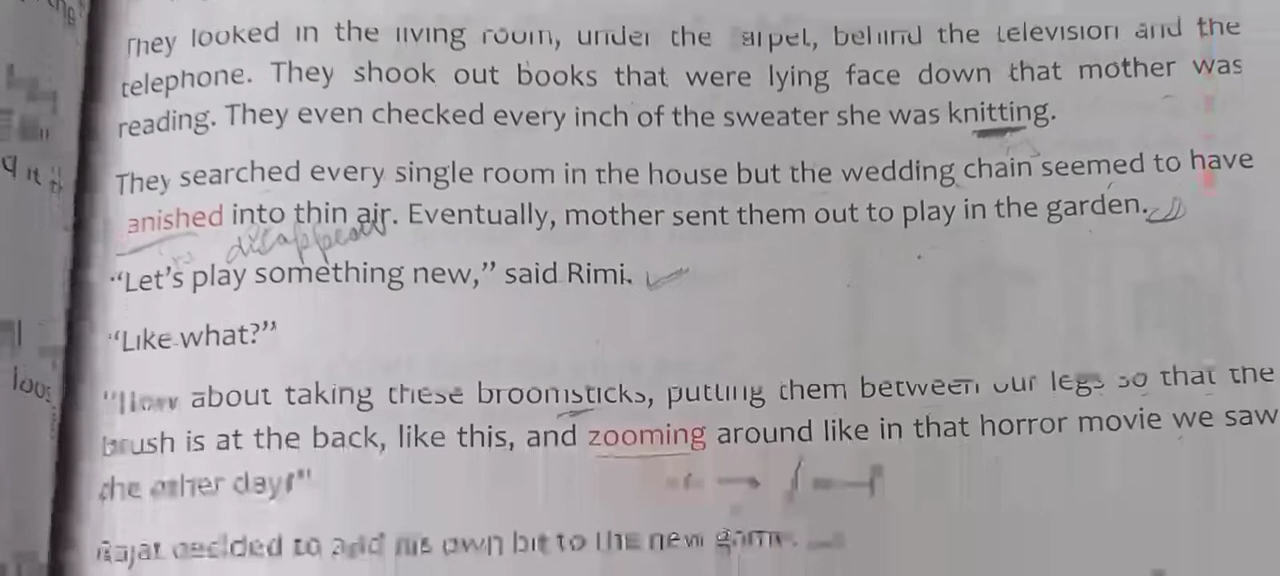 They looked in the living room, under the arpet, behind the television and the
telephone. They shook out books that were lying face down that mother was
reading. They even checked every inch of the sweater she was knitting.
They searched every single room in the house but the wedding chain seemed to have
anished into thin air. Eventually, mother sent them out to play in the garden.
disappear
“Let’s play something new,” said Rimi.
“Like what?”
“How about taking these broomsticks, putting them between our legs so that the
brush is at the back, like this, and zooming around like in that horror movie we saw
the other day!”
Rajat decided to add his own bit to the new game.